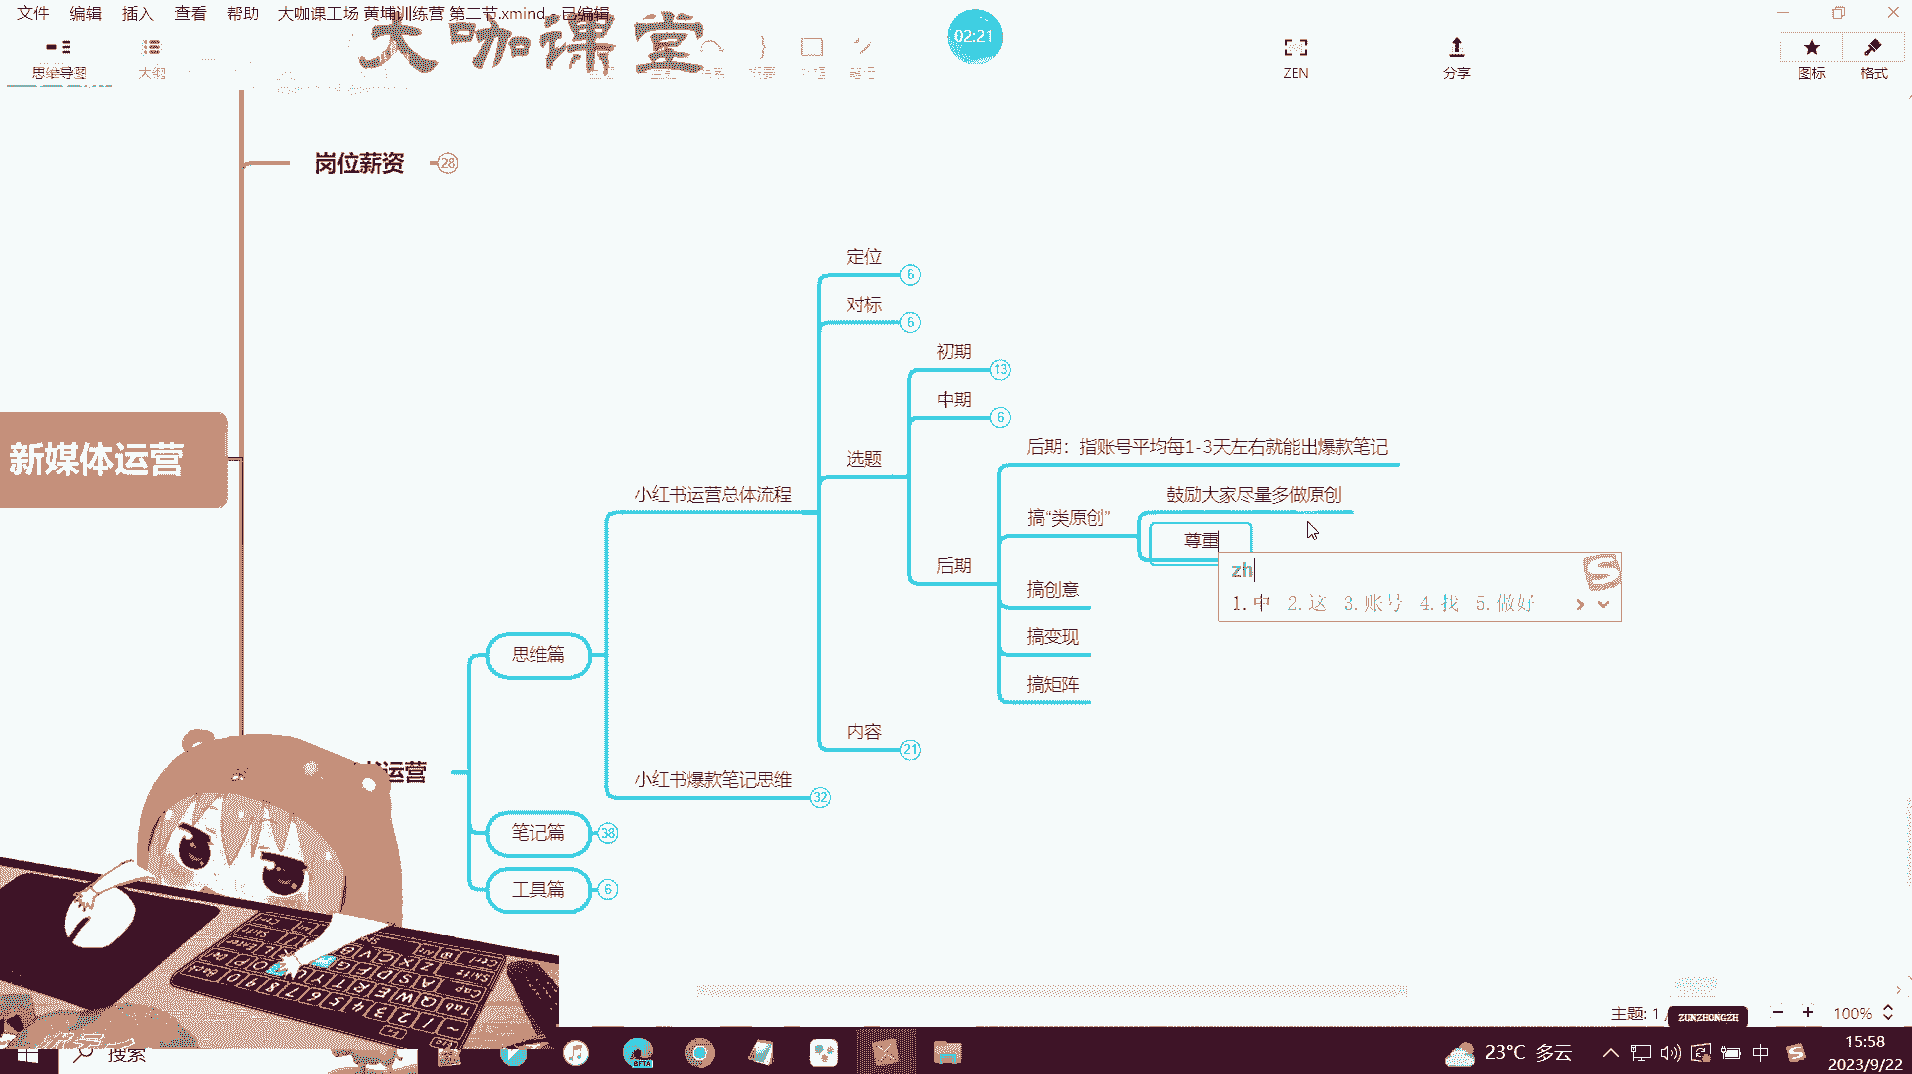 文件 编辑 插入 查看 帮助 大咖课工场 黄埔训练营 第二节.xmind - 已编辑
大咖课堂
02:21
思维导图 大纲 ZEN 分享 图标 格式
岗位薪资 28
定位 6
对标 6
初期 13
中期 6
后期：指账号平均每1-3天左右就能出爆款笔记
新媒体运营
选题
小红书运营总体流程
鼓励大家尽量多做原创
搞“类原创”
尊重
zh
后期
搞创意
1.中 2.这 3.账号 4.找 5.做好
搞变现
思维篇
搞矩阵
内容 21
运营
小红书爆款笔记思维 32
笔记篇 38
工具篇 6
主题: 1 /
ZUNZHONGZH
100%
搜索
BETA
23°C 多云
中
15:58
2023/9/22